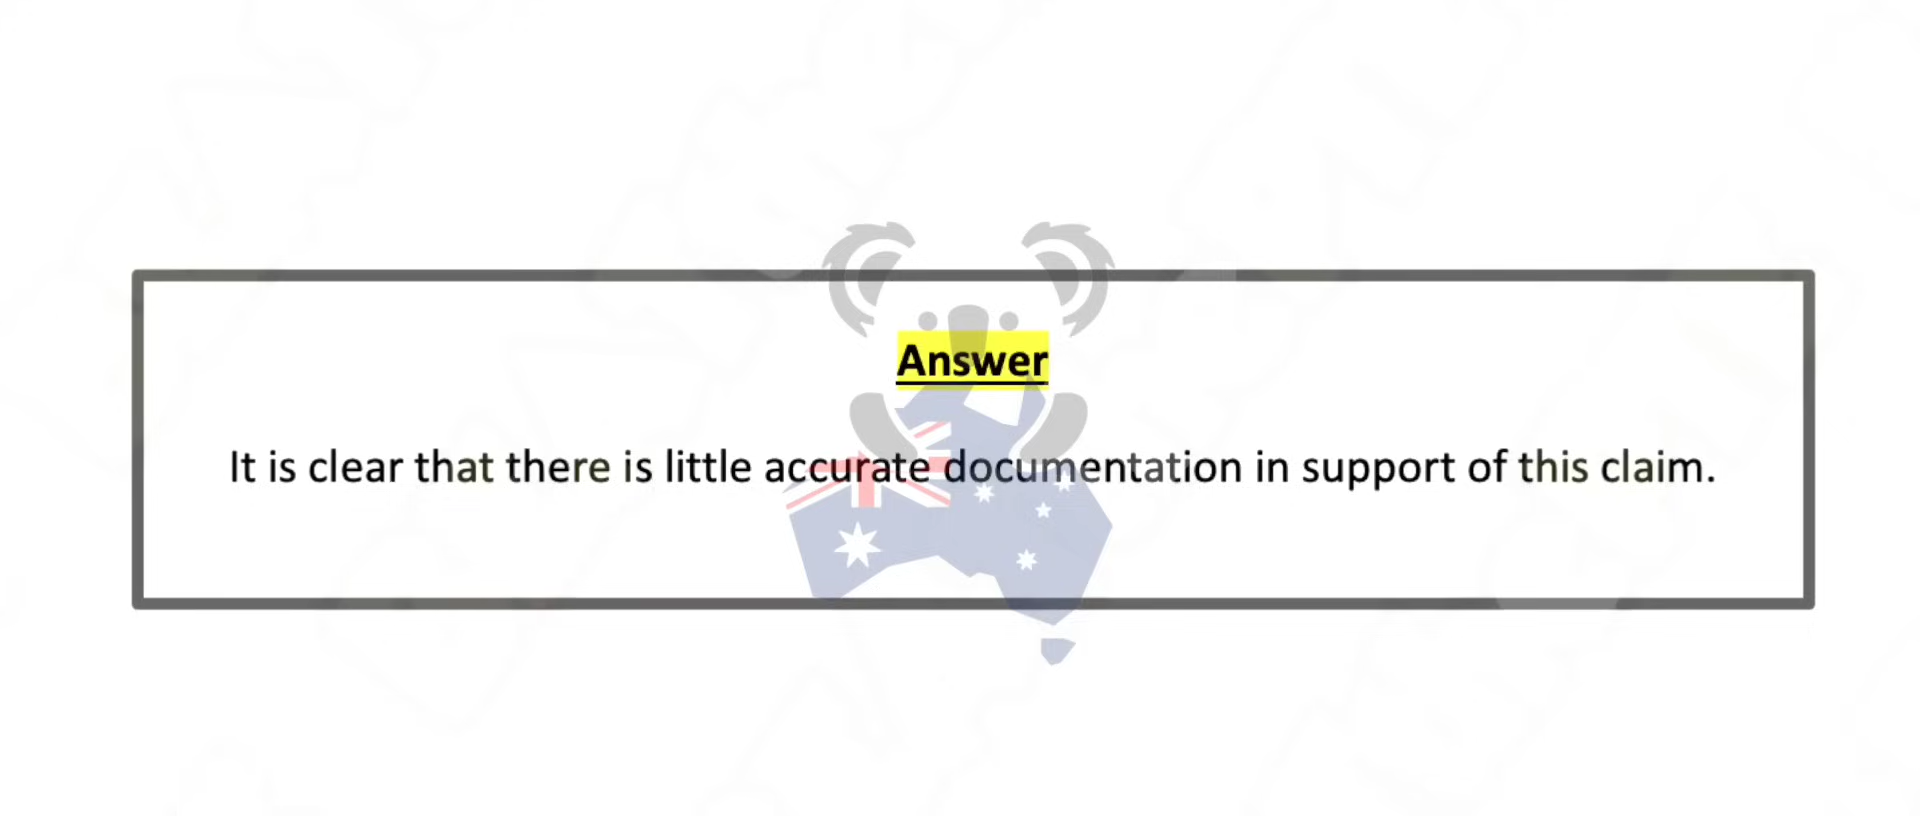 Answer
It is clear that there is little accurate documentation in support of this claim.